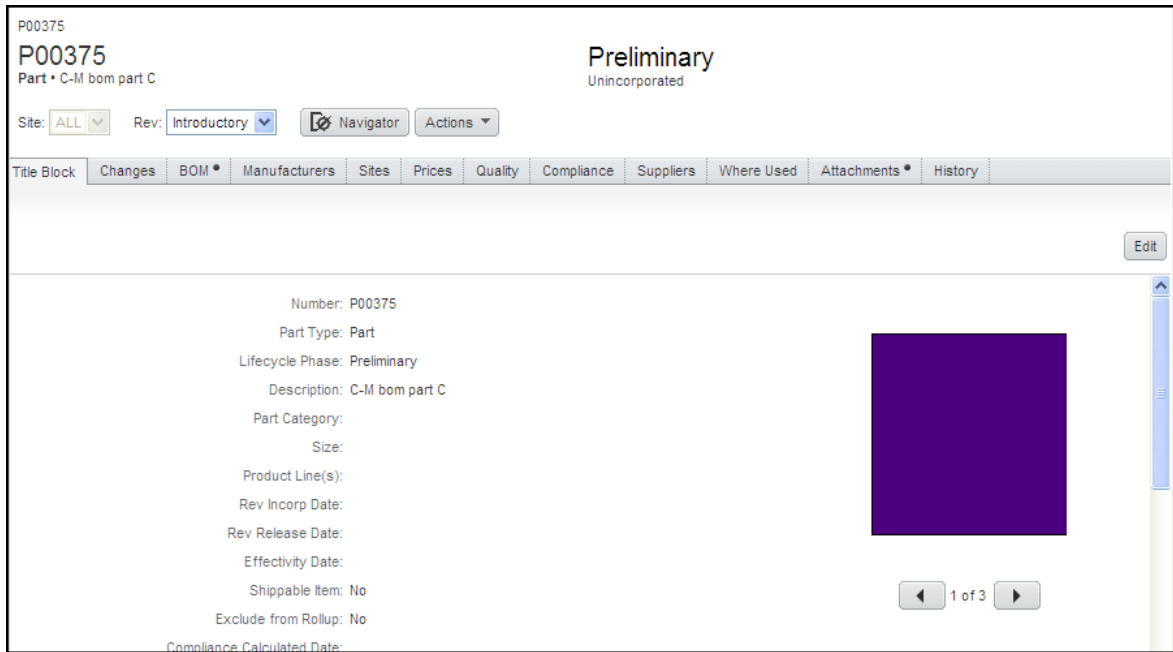 P00375
P00375
Preliminary
Part • C-M bom part C
Unincorporated
Site: ALL Rev: Introductory Navigator Actions
Title Block Changes BOM Manufacturers Sites Prices Quality Compliance Suppliers Where Used Attachments History
Edit
Number: P00375
Part Type: Part
Lifecycle Phase: Preliminary
Description: C-M bom part C
Part Category:
Size:
Product Line(s):
Rev Incorp Date:
Rev Release Date:
Effectivity Date:
Shippable Item: No
1 of 3
Exclude from Rollup: No
Compliance Calculated Date: